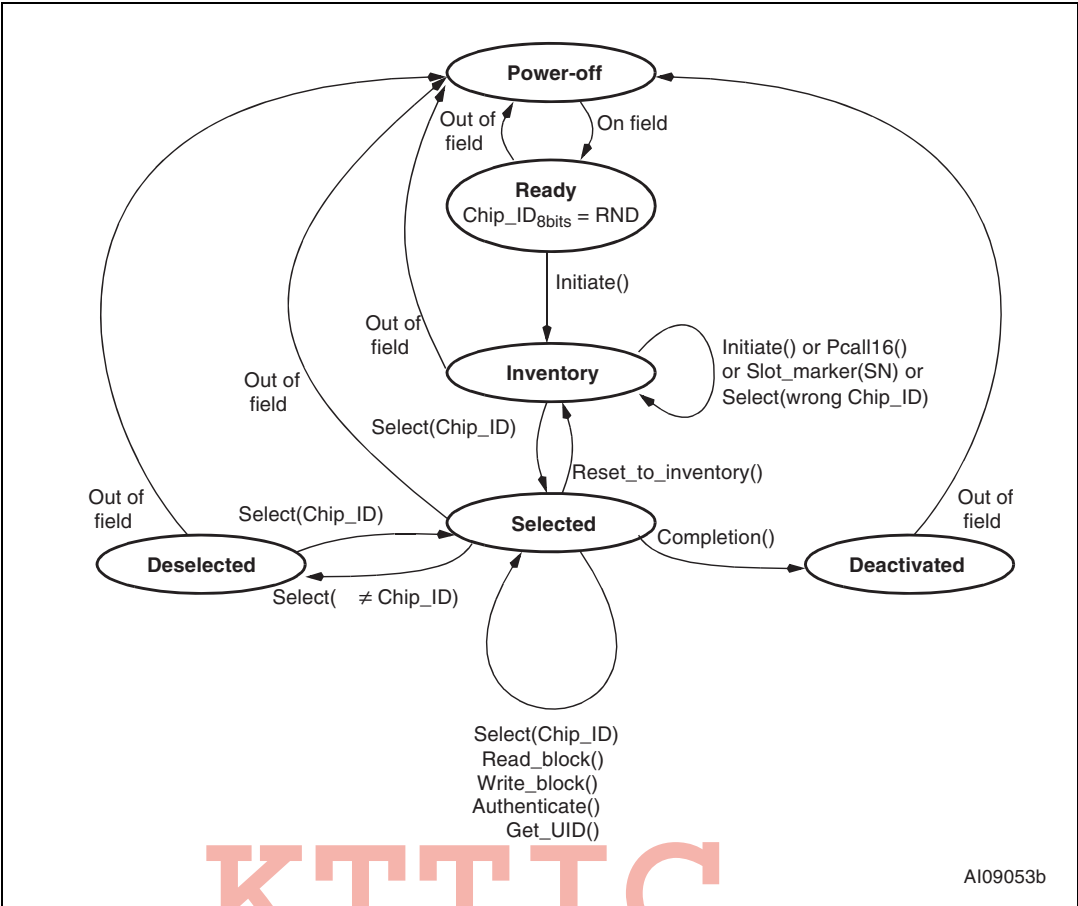 Power-off
Out of
field
On field
Ready
Chip_ID8bits = RND
Initiate()
Out of
field
Inventory
Initiate() or Pcall16()
or Slot_marker(SN) or
Select(wrong Chip_ID)
Out of
field
Select(Chip_ID)
Reset_to_inventory()
Out of
field
Select(Chip_ID)
Selected
Completion()
Out of
field
Deselected
Deactivated
Select( ≠ Chip_ID)
Select(Chip_ID)
Read_block()
Write_block()
Authenticate()
Get_UID()
KTTIC
AI09053b